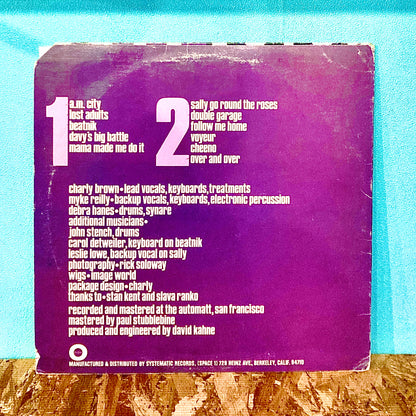 1
a.m. city
lost adults
beatnik
davy's big battle
mama made me do it
2
sally go round the roses
double garage
follow me home
voyeur
cheeno
over and over
charly brown • lead vocals, keyboards, treatments
myke reilly • backup vocals, keyboards, electronic percussion
debra hanes • drums, synare
additional musicians •
john stench, drums
carol detweiler, keyboard on beatnik
leslie lowe, backup vocal on sally
photography • rick soloway
wigs • image world
package design • charly
thanks to • stan kent and slava ranko
recorded and mastered at the automatt, san francisco
mastered by paul stubblebine
produced and engineered by david kahne
MANUFACTURED & DISTRIBUTED BY SYSTEMATIC RECORDS, (SPACE 1) 729 HEINZ AVE., BERKELEY, CALIF. 94710